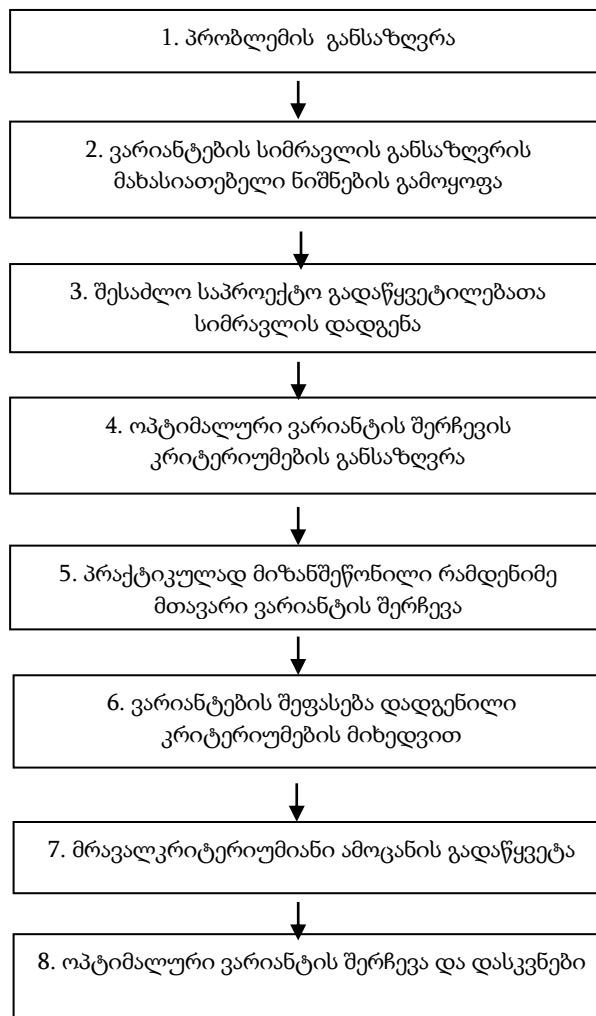 1. პრობლემის განსაზღვრა
2. ვარიანტების სიმრავლის განსაზღვრის
მახასიათებელი ნიშნების გამოყოფა
3. შესაძლო საპროექტო გადაწყვეტილებათა
სიმრავლის დადგენა
4. ოპტიმალური ვარიანტის შერჩევის
კრიტერიუმების განსაზღვრა
5. პრაქტიკულად მიზანშეწონილი რამდენიმე
მთავარი ვარიანტის შერჩევა
6. ვარიანტების შეფასება დადგენილი
კრიტერიუმების მიხედვით
7. მრავალკრიტერიუმიანი ამოცანის გადაწყვეტა
8. ოპტიმალური ვარიანტის შერჩევა და დასკვნები